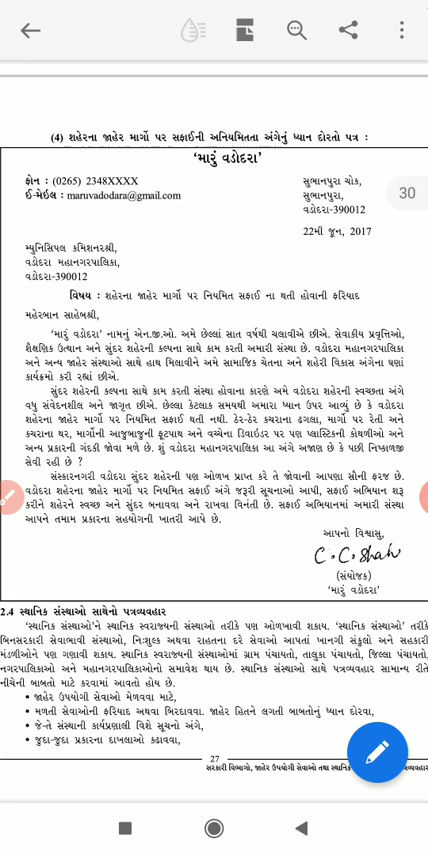 (4) શહેરના જાહેર માર્ગો પર સફાઈની અનિયમિતતા અંગેનું ધ્યાન દોરતો પત્ર :
'મારું વડોદરા'
ફોન : (0265) 2348XXXX
ઈ-મેઇલ : maruvadodara@gmail.com
સુભાનપુરા ચોક,
સુભાનપુરા,
વડોદરા-390012
30
22મી જૂન, 2017
મ્યુનિસિપલ કમિશનરશ્રી,
વડોદરા મહાનગરપાલિકા,
વડોદરા-390012
વિષય : શહેરના જાહેર માર્ગો પર નિયમિત સફાઈ ના થતી હોવાની ફરિયાદ
મહેરબાન સાહેબશ્રી,
'મારું વડોદરા' નામનું એન.જી.ઓ. અમે છેલ્લાં સાત વર્ષથી ચલાવીએ છીએ. સેવાકીય પ્રવૃત્તિઓ,
શૈક્ષણિક ઉત્થાન અને સુંદર શહેરની કલ્પના સાથે કામ કરતી અમારી સંસ્થા છે. વડોદરા મહાનગરપાલિકા
અને અન્ય જાહેર સંસ્થાઓ સાથે હાથ મિલાવીને અમે સામાજિક ચેતના અને શહેરી વિકાસ અંગેના ઘણાં
કાર્યક્રમો કરી રહ્યાં છીએ.
સુંદર શહેરની કલ્પના સાથે કામ કરતી સંસ્થા હોવાના કારણે અમે વડોદરા શહેરની સ્વચ્છતા અંગે
વધુ સંવેદનશીલ અને જાગૃત છીએ. છેલ્લા કેટલાક સમયથી અમારા ધ્યાન ઉપર આવ્યું છે કે વડોદરા
શહેરના જાહેર માર્ગો પર નિયમિત સફાઈ થતી નથી. ઠેર-ઠેર કચરાના ઢગલા, માર્ગો પર રેતી અને
કચરાના થર, માર્ગોની આજુબાજુની ફૂટપાથ અને વચ્ચેના ડિવાઇડર પર પણ પ્લાસ્ટિકની કોથળીઓ અને
અન્ય પ્રકારની ગંદકી જોવા મળે છે. શું વડોદરા મહાનગરપાલિકા આ અંગે અજાણ છે કે પછી નિષ્કાળજી
સેવી રહી છે ?
સંસ્કારનગરી વડોદરા સુંદર શહેરની પણ ઓળખ પ્રાપ્ત કરે તે જોવાની આપણા સૌની ફરજ છે.
વડોદરા શહેરના જાહેર માર્ગો પર નિયમિત સફાઈ અંગે જરૂરી સૂચનાઓ આપી, સફાઈ અભિયાન શરૂ
કરીને શહેરને સ્વચ્છ અને સુંદર બનાવવા અને રાખવા વિનંતી છે. સફાઈ અભિયાનમાં અમારી સંસ્થા
આપને તમામ પ્રકારના સહયોગની ખાતરી આપે છે.
આપનો વિશ્વાસુ,
C. C. Shah
(સંયોજક)
'મારું વડોદરા'
2.4 સ્થાનિક સંસ્થાઓ સાથેનો પત્રવ્યવહાર
'સ્થાનિક સંસ્થાઓ'ને સ્થાનિક સ્વરાજ્યની સંસ્થાઓ તરીકે પણ ઓળખાવી શકાય. 'સ્થાનિક સંસ્થાઓ' તરીકે
બિનસરકારી સેવાભાવી સંસ્થાઓ, નિ:શુલ્ક અથવા રાહતના દરે સેવાઓ આપતાં ખાનગી સંકુલો અને સહકારી
મંડળીઓને પણ ગણાવી શકાય. સ્થાનિક સ્વરાજ્યની સંસ્થાઓમાં ગ્રામ પંચાયતો, તાલુકા પંચાયતો, જિલ્લા પંચાયતો,
નગરપાલિકાઓ અને મહાનગરપાલિકાઓનો સમાવેશ થાય છે. સ્થાનિક સંસ્થાઓ સાથે પત્રવ્યવહાર સામાન્ય રીતે
નીચેની બાબતો માટે કરવામાં આવતો હોય છે.
• જાહેર ઉપયોગી સેવાઓ મેળવવા માટે,
• મળતી સેવાઓની ફરિયાદ અથવા બિરદાવવા. જાહેર હિતને લગતી બાબતોનું ધ્યાન દોરવા,
• જે-તે સંસ્થાની કાર્યપ્રણાલી વિશે સૂચનો અંગે,
• જુદા-જુદા પ્રકારના દાખલાઓ કઢાવવા,
27
સરકારી વિભાગો, જાહેર ઉપયોગી સેવાઓ તથા સ્થાનિક પત્રવ્યવહાર